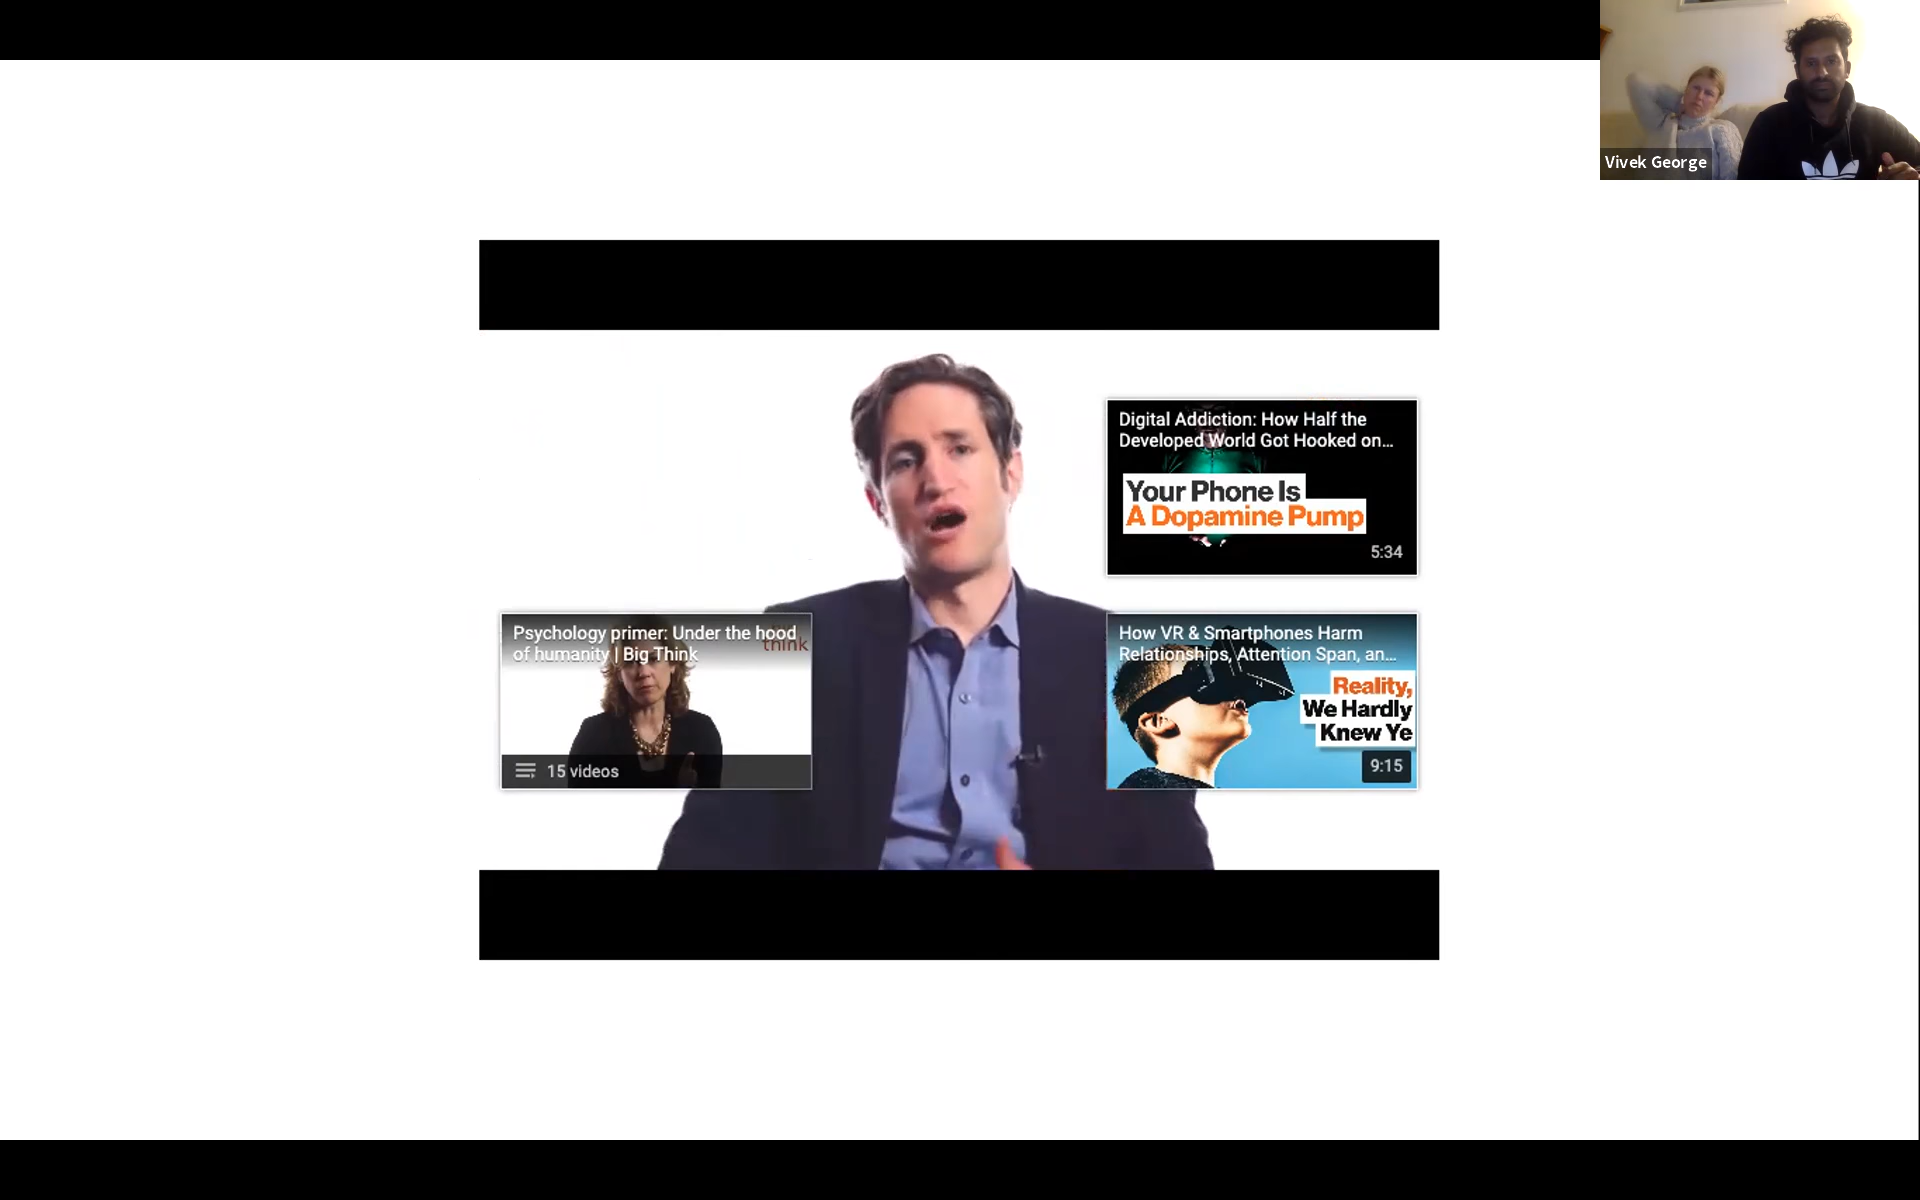 Vivek George
Digital Addiction: How Half the
Developed World Got Hooked on…
Your Phone Is
A Dopamine Pump
5:34
Psychology primer: Under the hood
of humanity | Big Think
think
15 videos
How VR & Smartphones Harm
Relationships, Attention Span, an…
Reality,
We Hardly
Knew Ye
9:15